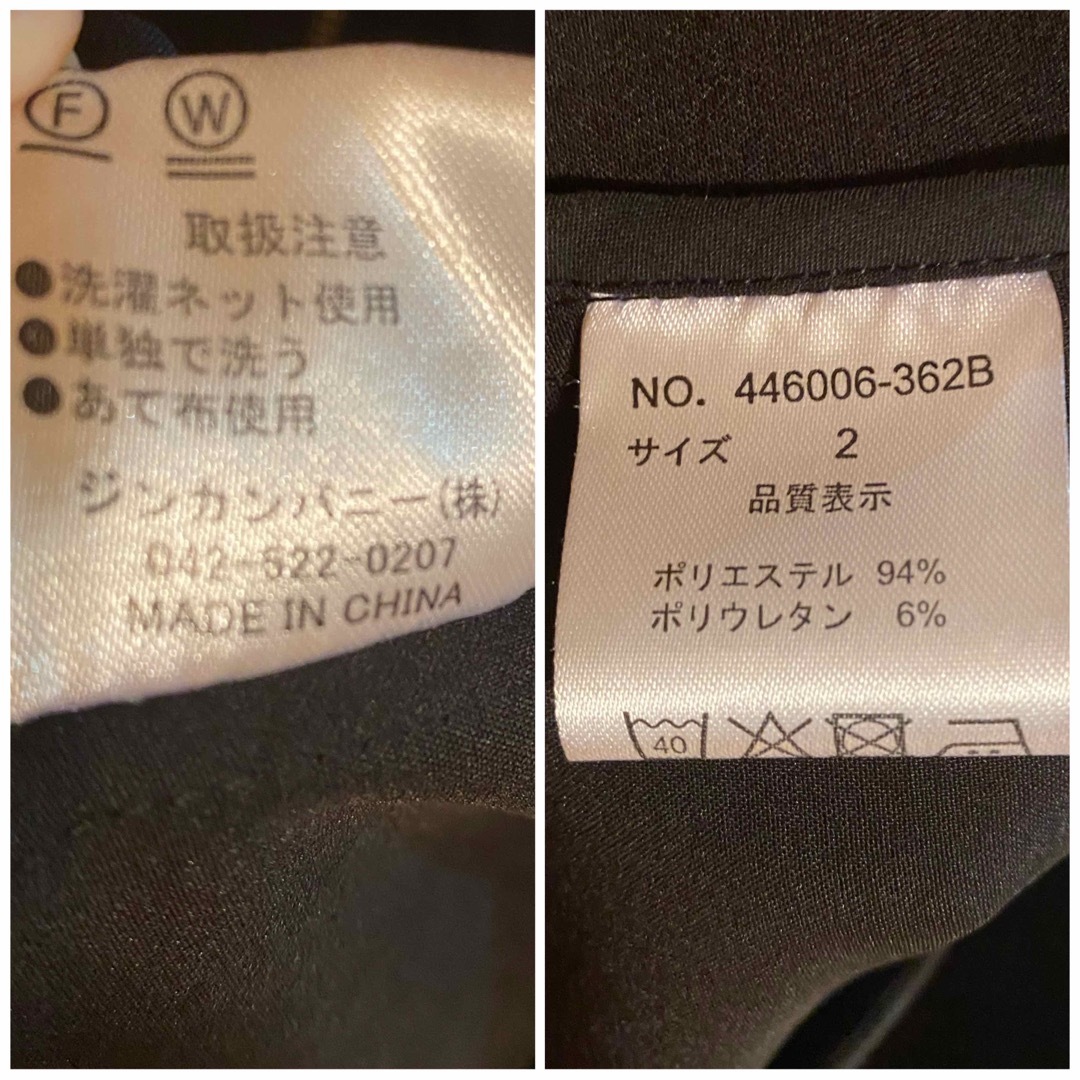 F W
取扱注意
●洗濯ネット使用
●単独で洗う
●あて布使用
ジンカンパニー(株)
042-522-0207
MADE IN CHINA
NO. 446006-362B
サイズ 2
品質表示
ポリエステル 94%
ポリウレタン 6%
40